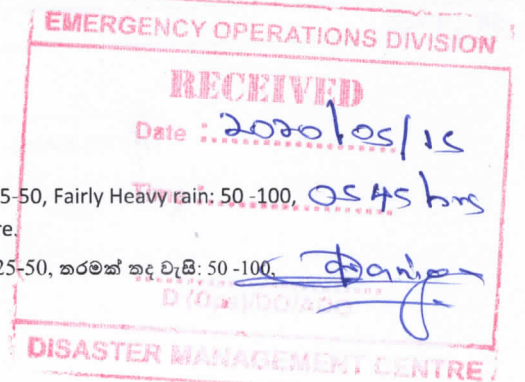 EMERGENCY OPERATIONS DIVISION
RECEIVED
Date : 2020/05/15
5-50, Fairly Heavy rain: 50 -100,
Time : 0545 hrs
re.
25-50, තරමක් තද වැසි: 50 -100,
DISASTER MANAGEMENT CENTRE